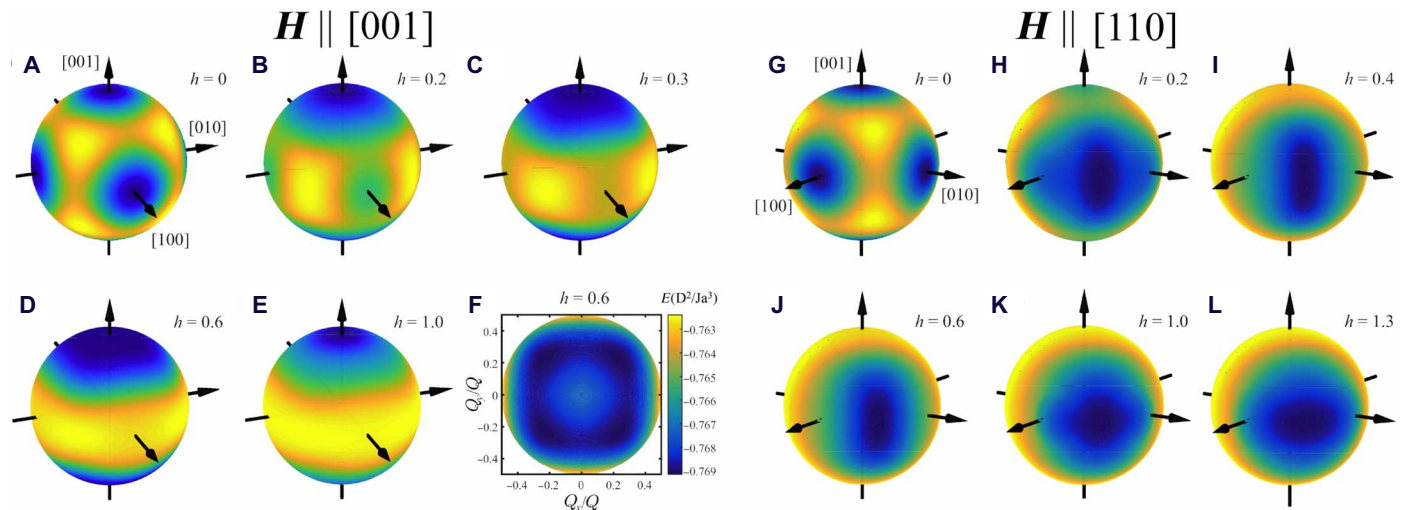 H || [001]
H || [110]
A
[001]
h = 0
[010]
[100]
B
h = 0.2
C
h = 0.3
G
[001]
h = 0
[100]
[010]
H
h = 0.2
I
h = 0.4
D
h = 0.6
E
h = 1.0
F
h = 0.6
E(D²/Ja³)
0.4
0.2
0
−0.2
−0.4
Qy/Q
−0.4
−0.2
0
0.2
0.4
Qx/Q
−0.763
−0.764
−0.765
−0.766
−0.767
−0.768
−0.769
J
h = 0.6
K
h = 1.0
L
h = 1.3